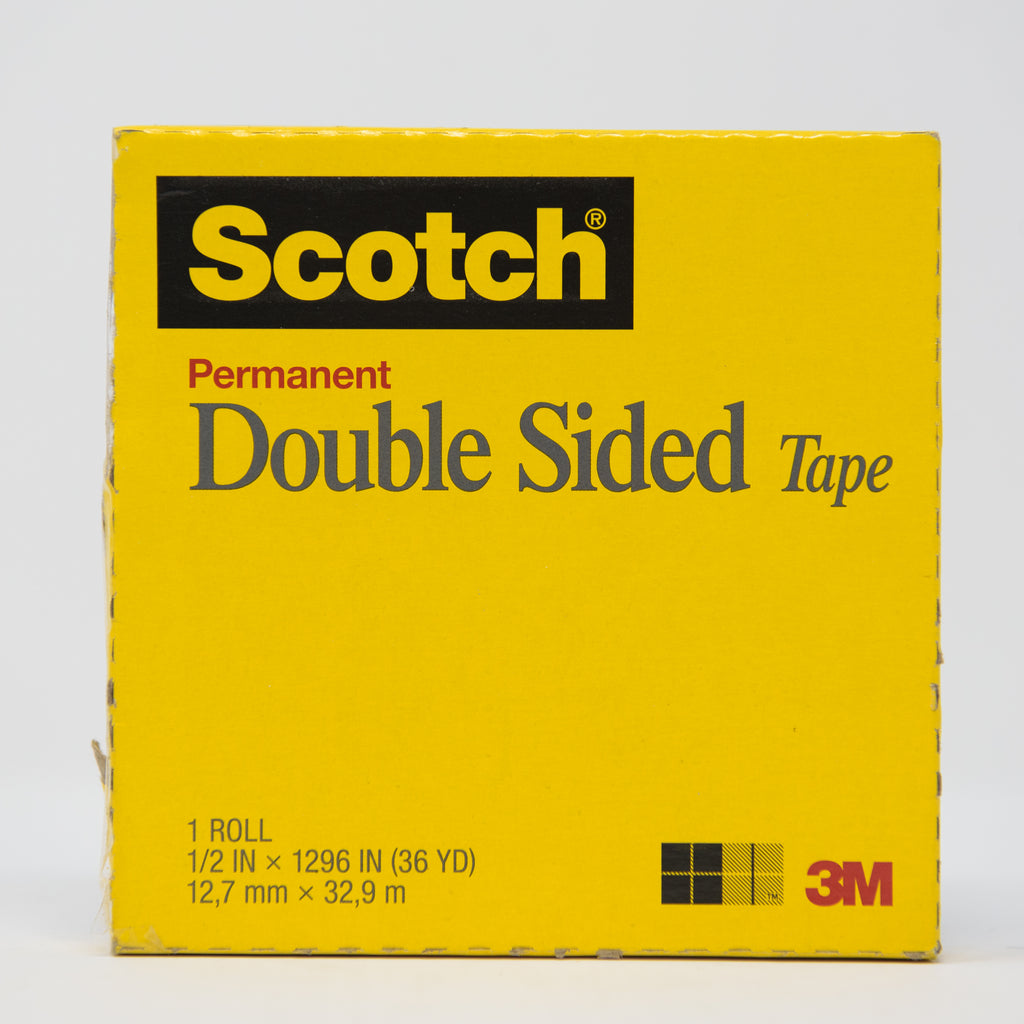 Scotch®
Permanent
Double Sided Tape
1 ROLL
1/2 IN × 1296 IN (36 YD)
12,7 mm × 32,9 m
™
3M